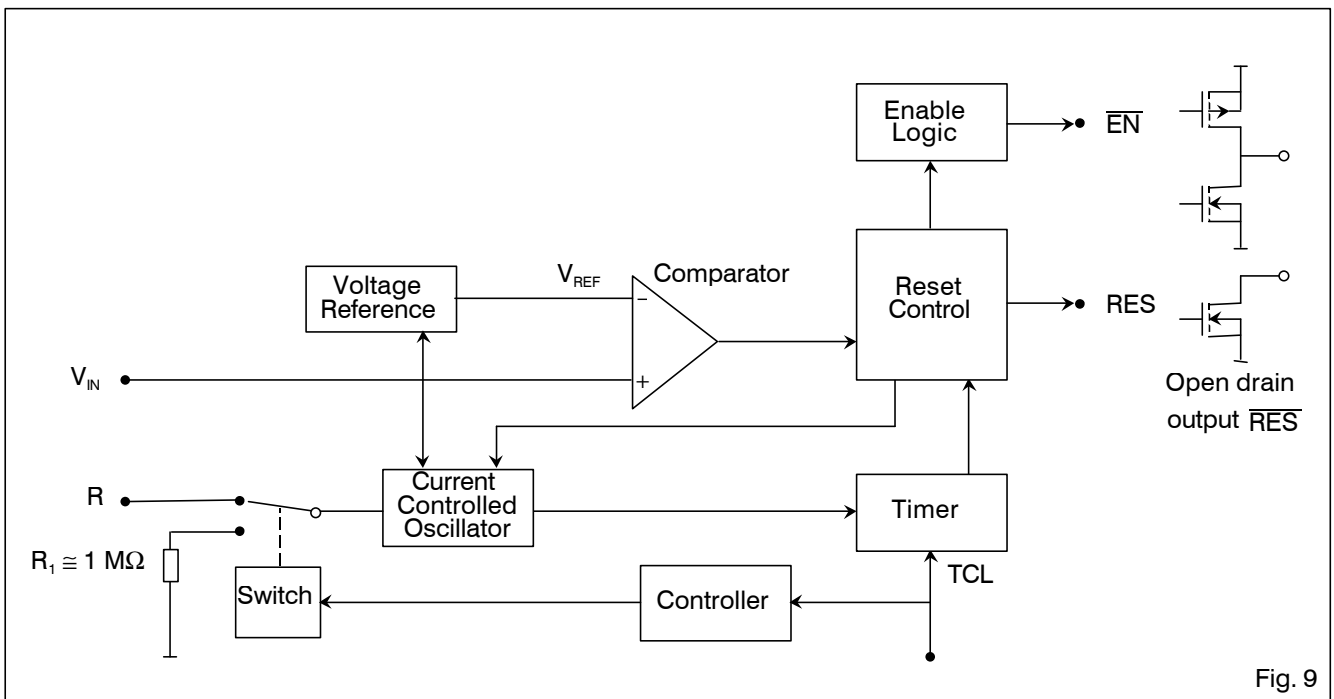 Enable
Logic
EN
Voltage
Reference
V_REF
Comparator
−
+
Reset
Control
RES
V_IN
Open drain
output RES
R
Current
Controlled
Oscillator
Timer
R₁ ≅ 1 MΩ
Switch
Controller
TCL
Fig. 9